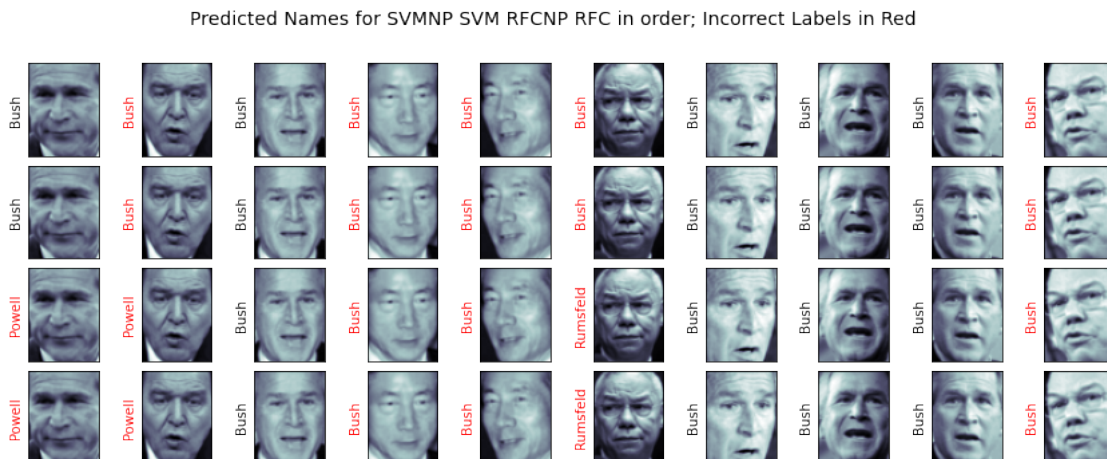 Predicted Names for SVMNP SVM RFCNP RFC in order; Incorrect Labels in Red
Bush Bush Bush Bush Bush Bush Bush Bush Bush Bush
Bush Bush Bush Bush Bush Bush Bush Bush Bush Bush
Powell Powell Bush Bush Bush Rumsfeld Bush Bush Bush Bush
Powell Powell Bush Bush Bush Rumsfeld Bush Bush Bush Bush